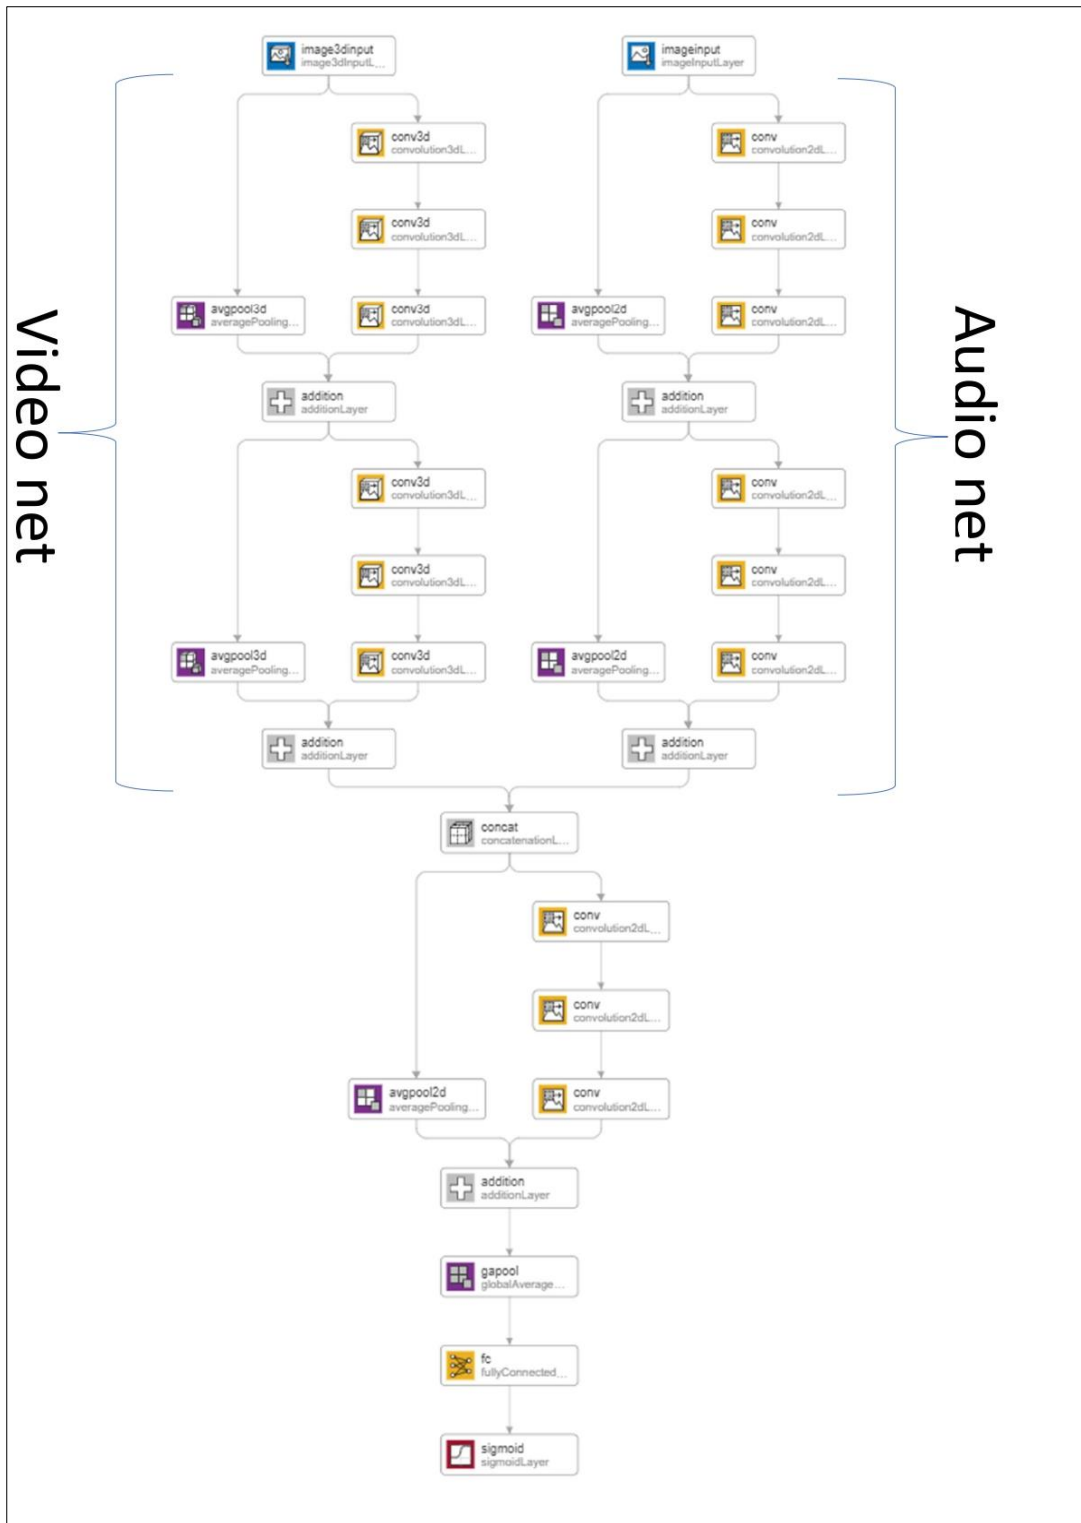 Video net
image3dinput
image3dInputL...
conv3d
convolution3dL...
conv3d
convolution3dL...
avgpool3d
averagePooling...
conv3d
convolution3dL...
addition
additionLayer
conv3d
convolution3dL...
conv3d
convolution3dL...
avgpool3d
averagePooling...
conv3d
convolution3dL...
addition
additionLayer
imageinput
imageInputLayer
conv
convolution2dL...
conv
convolution2dL...
avgpool2d
averagePooling...
conv
convolution2dL...
addition
additionLayer
conv
convolution2dL...
conv
convolution2dL...
avgpool2d
averagePooling...
conv
convolution2dL...
addition
additionLayer
Audio net
concat
concatenationL...
conv
convolution2dL...
conv
convolution2dL...
avgpool2d
averagePooling...
conv
convolution2dL...
addition
additionLayer
gapool
globalAverage...
fc
fullyConnected...
sigmoid
sigmoidLayer